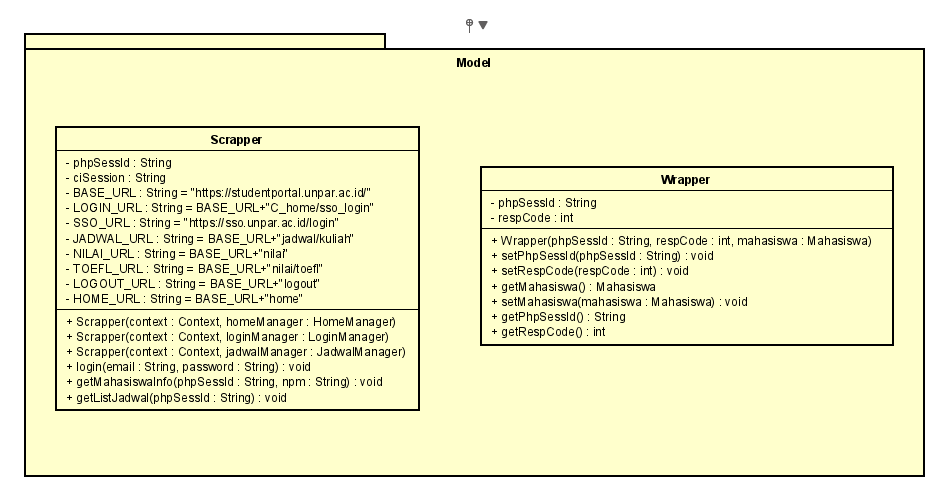 Model
Scrapper
- phpSessId : String
- ciSession : String
- BASE_URL : String = "https://studentportal.unpar.ac.id/"
- LOGIN_URL : String = BASE_URL+"C_home/sso_login"
- SSO_URL : String = "https://sso.unpar.ac.id/login"
- JADWAL_URL : String = BASE_URL+"jadwal/kuliah"
- NILAI_URL : String = BASE_URL+"nilai"
- TOEFL_URL : String = BASE_URL+"nilai/toefl"
- LOGOUT_URL : String = BASE_URL+"logout"
- HOME_URL : String = BASE_URL+"home"
+ Scrapper(context : Context, homeManager : HomeManager)
+ Scrapper(context : Context, loginManager : LoginManager)
+ Scrapper(context : Context, jadwalManager : JadwalManager)
+ login(email : String, password : String) : void
+ getMahasiswaInfo(phpSessId : String, npm : String) : void
+ getListJadwal(phpSessId : String) : void
Wrapper
- phpSessId : String
- respCode : int
+ Wrapper(phpSessId : String, respCode : int, mahasiswa : Mahasiswa)
+ setPhpSessId(phpSessId : String) : void
+ setRespCode(respCode : int) : void
+ getMahasiswa() : Mahasiswa
+ setMahasiswa(mahasiswa : Mahasiswa) : void
+ getPhpSessId() : String
+ getRespCode() : int